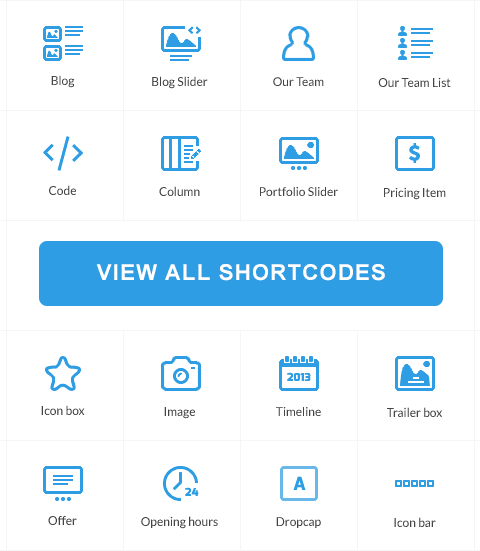 Blog
Blog Slider
Our Team
Our Team List
Code
Column
$
Portfolio Slider
Pricing Item
VIEW ALL SHORTCODES
Icon box
Image
2013
Timeline
Trailer box
Offer
24
Opening hours
A
Dropcap
Icon bar